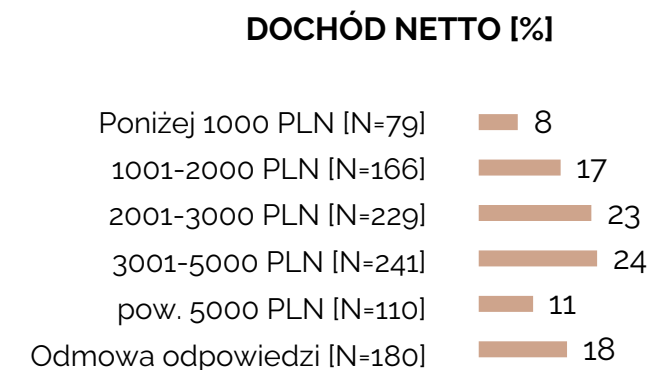 DOCHÓD NETTO [%]
Poniżej 1000 PLN [N=79] 8
1001-2000 PLN [N=166] 17
2001-3000 PLN [N=229] 23
3001-5000 PLN [N=241] 24
pow. 5000 PLN [N=110] 11
Odmowa odpowiedzi [N=180] 18